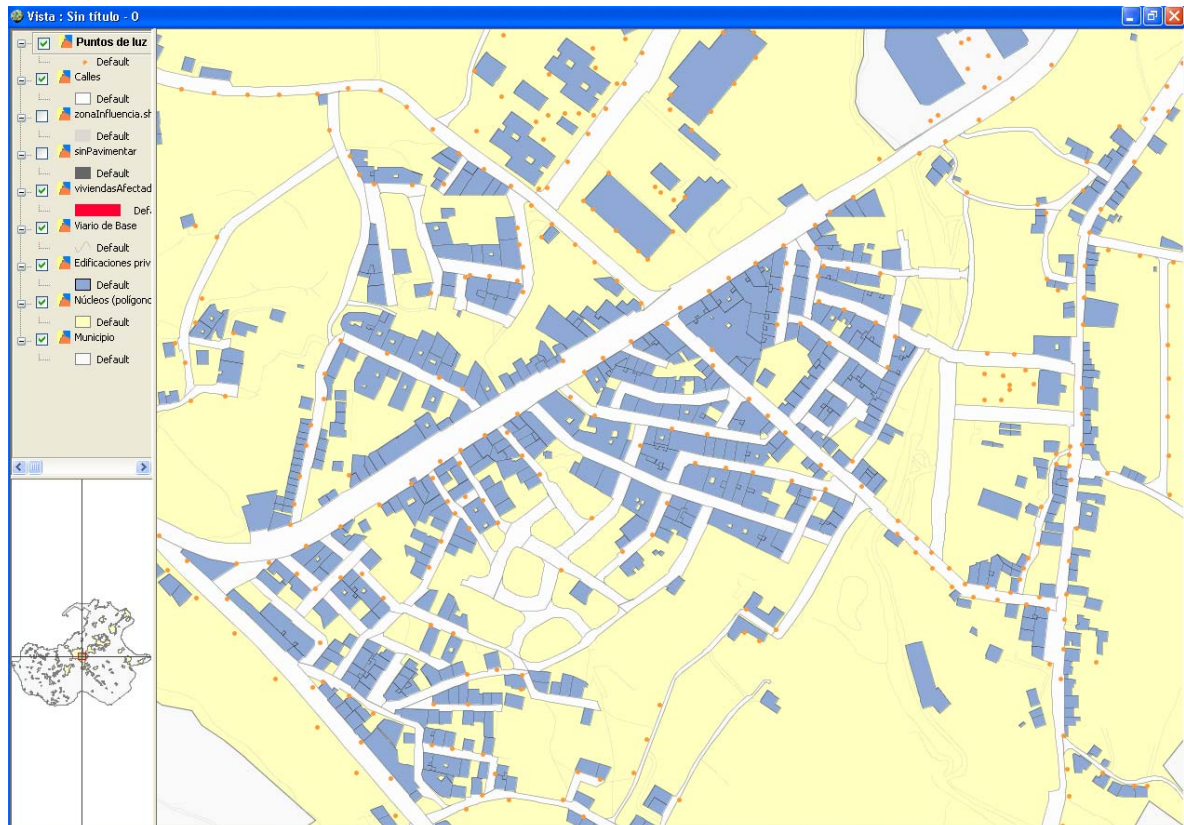 Vista : Sin título - 0
Puntos de luz
Default
Calles
Default
zonaInfluencia.sh
Default
sinPavimentar
Default
viviendasAfectad
Defa
Viario de Base
Default
Edificaciones priv
Default
Núcleos (polígono
Default
Municipio
Default